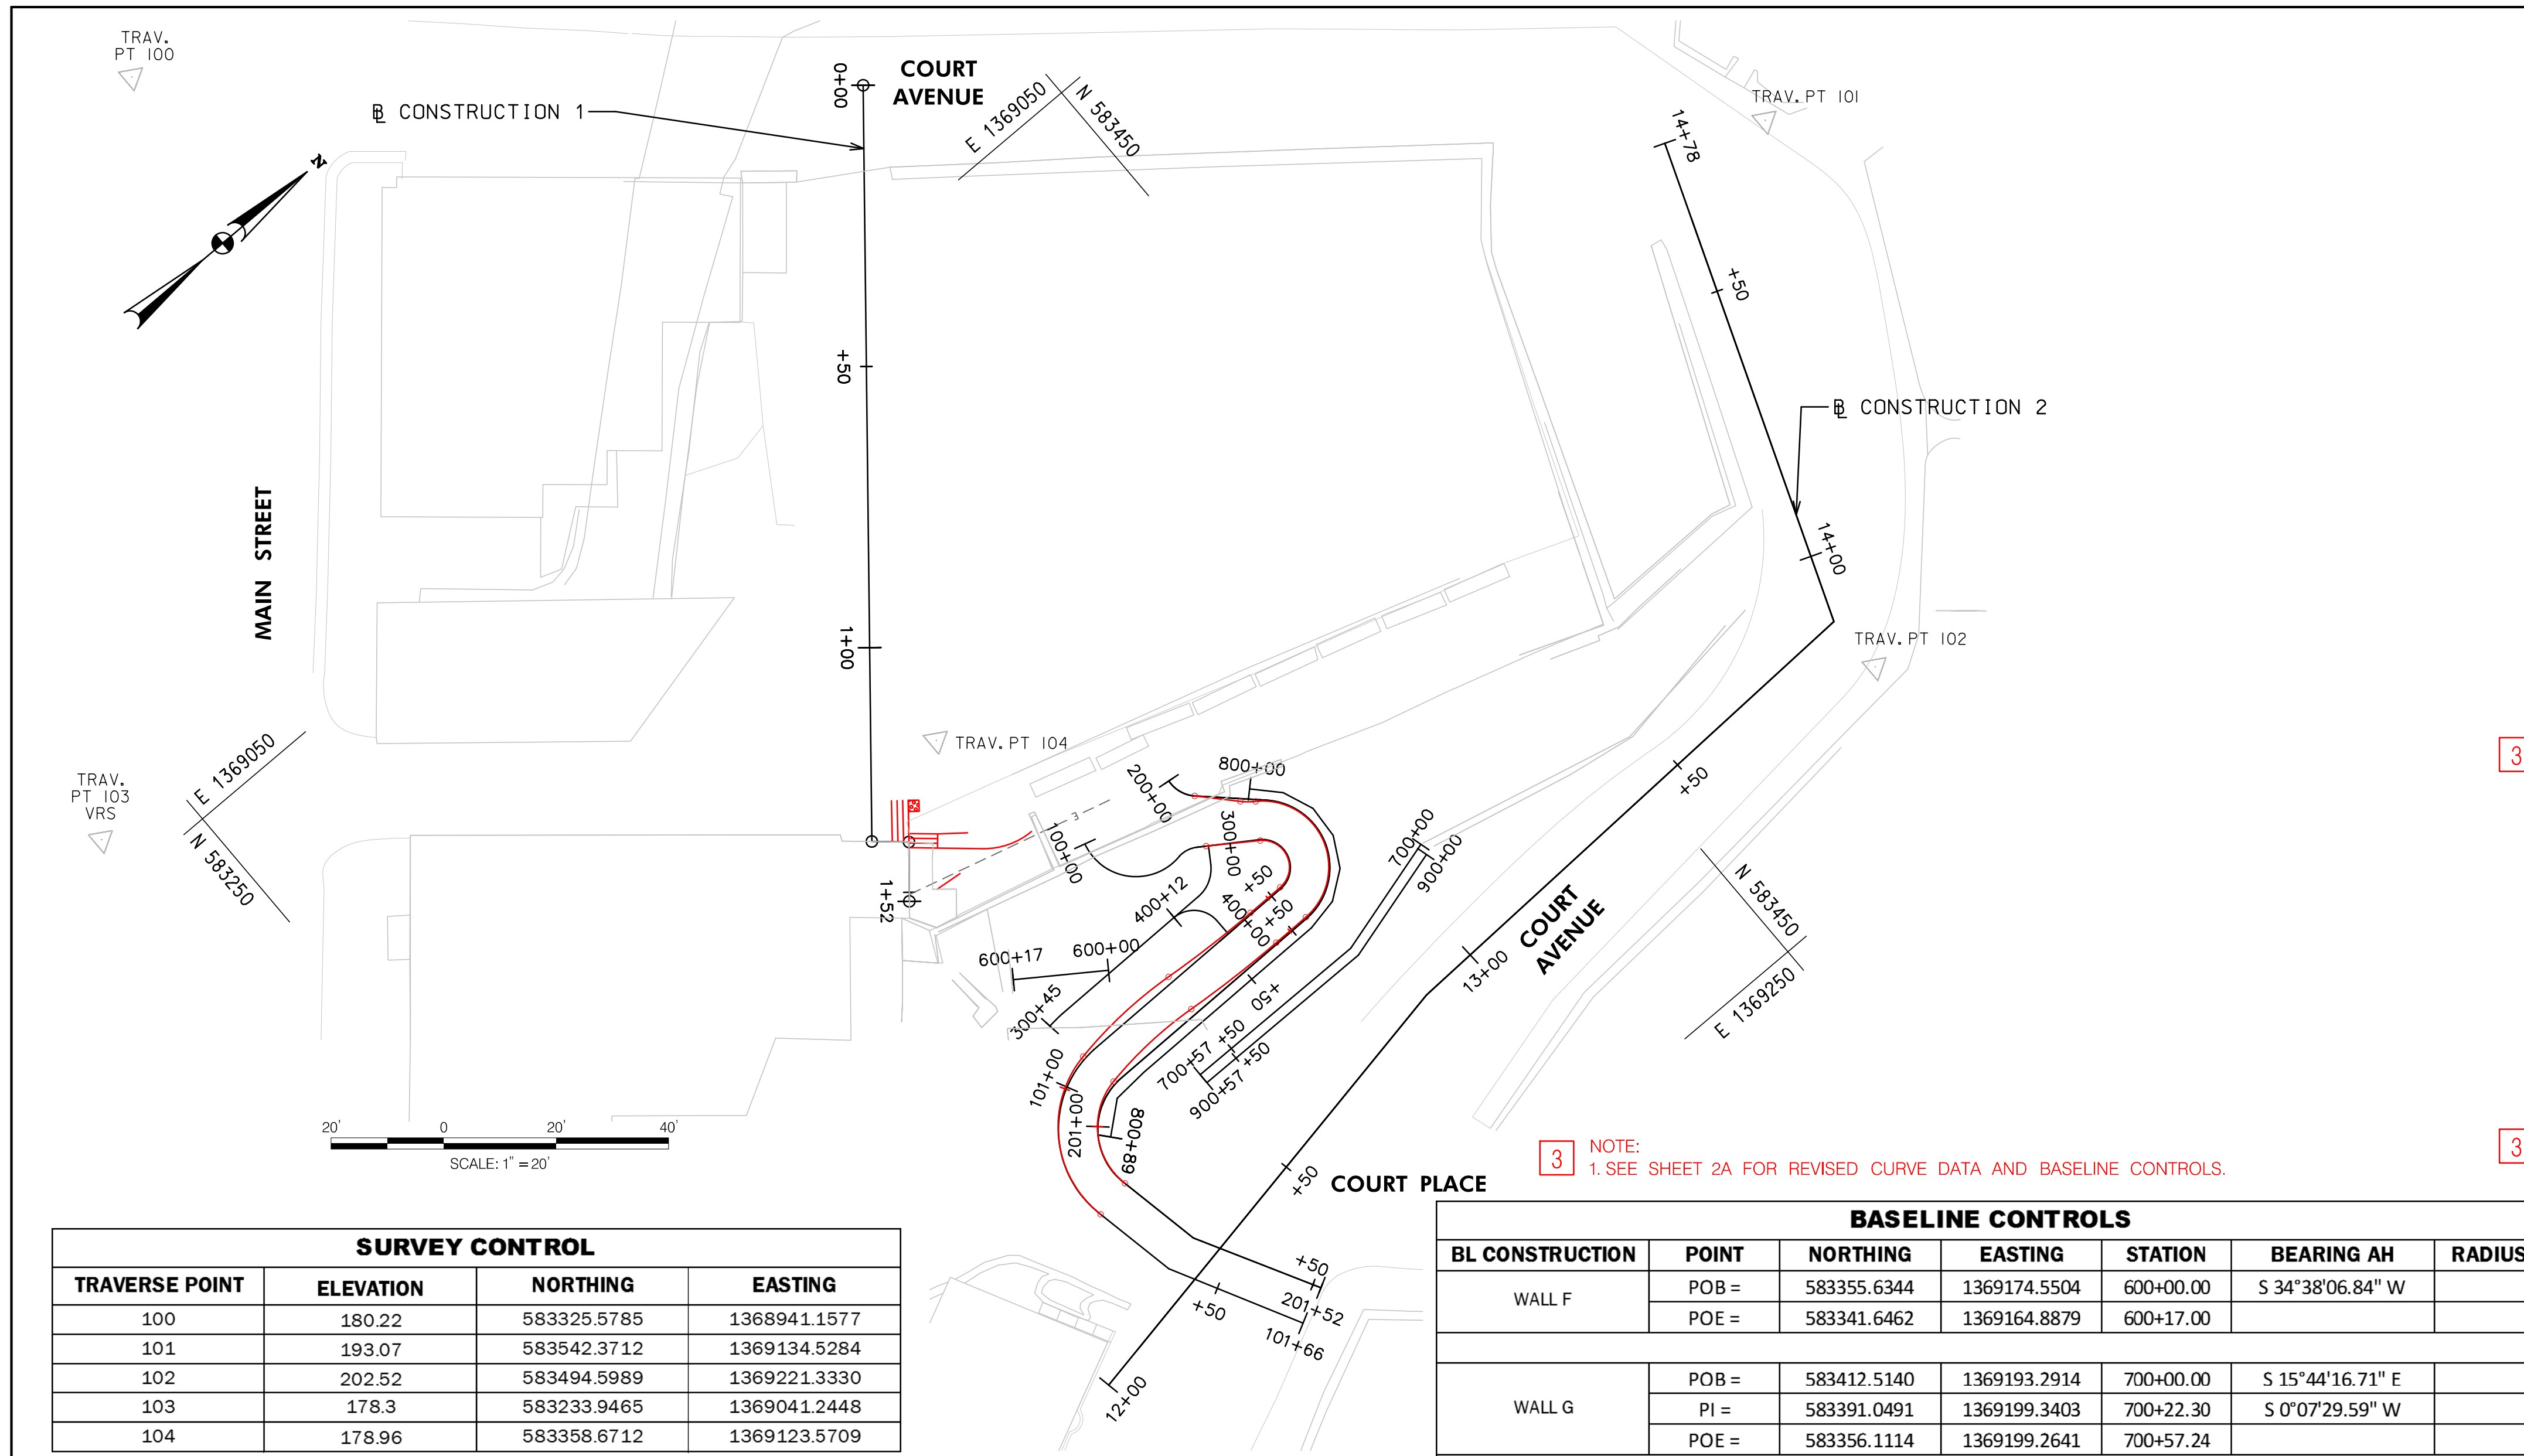 TRAV.
PT 100
COURT
AVENUE
0+00
E 1369050
N 583450
TRAV. PT 101
14+78
℄ CONSTRUCTION 1
N
+50
+50
℄ CONSTRUCTION 2
MAIN STREET
14+00
1+00
TRAV. PT 102
TRAV. PT 104
E 1369050
N 583250
TRAV.
PT 103
VRS
3
200+00
800+00
+50
3
100+00
300+00
700+00
900+00
1+52
400+12
+50
400+00
+50
COURT
AVENUE
N 583450
E 1369250
13+00
600+17
600+00
300+45
+50
+50
700+57
+50
900+57
101+00
201+00
800+89
20'
0
20'
40'
SCALE: 1" = 20'
3
NOTE:
1. SEE SHEET 2A FOR REVISED CURVE DATA AND BASELINE CONTROLS.
3
+50
COURT PLACE
+50
201+52
+50
101+66
12+00
SURVEY CONTROL
TRAVERSE POINT ELEVATION NORTHING EASTING
100 180.22 583325.5785 1368941.1577
101 193.07 583542.3712 1369134.5284
102 202.52 583494.5989 1369221.3330
103 178.3 583233.9465 1369041.2448
104 178.96 583358.6712 1369123.5709
BASELINE CONTROLS
BL CONSTRUCTION POINT NORTHING EASTING STATION BEARING AH RADIUS
WALL F
POB = 583355.6344 1369174.5504 600+00.00 S 34°38'06.84" W
POE = 583341.6462 1369164.8879 600+17.00
WALL G
POB = 583412.5140 1369193.2914 700+00.00 S 15°44'16.71" E
PI = 583391.0491 1369199.3403 700+22.30 S 0°07'29.59" W
POE = 583356.1114 1369199.2641 700+57.24